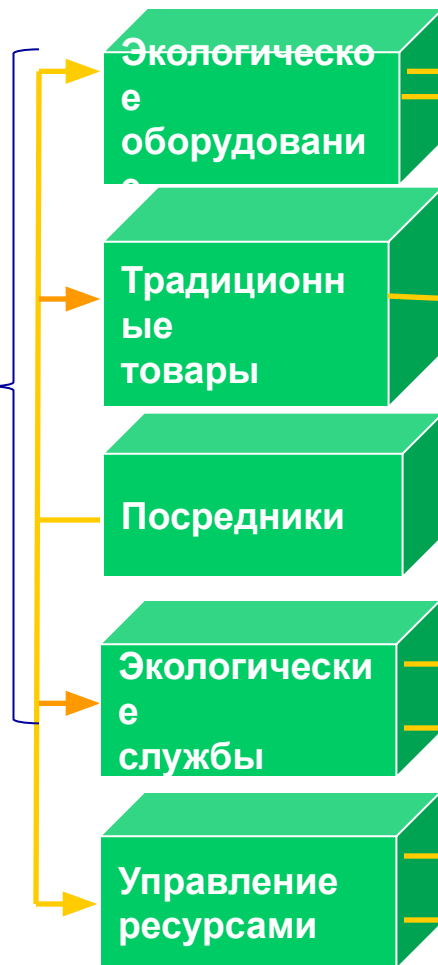 Экологическо
е
оборудовани
е
Традиционн
ые
товары
Посредники
Экологически
е
службы
Управление
ресурсами